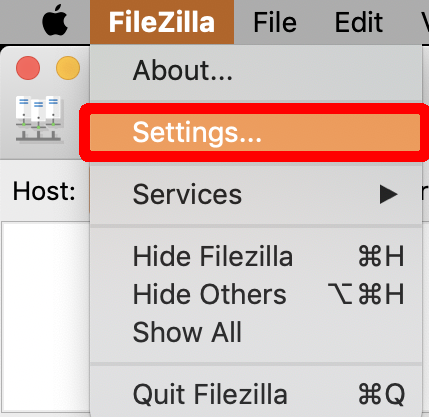 FileZilla File Edit
About...
Settings...
Host:
Services
Hide Filezilla ⌘H
Hide Others ⌥⌘H
Show All
Quit Filezilla ⌘Q